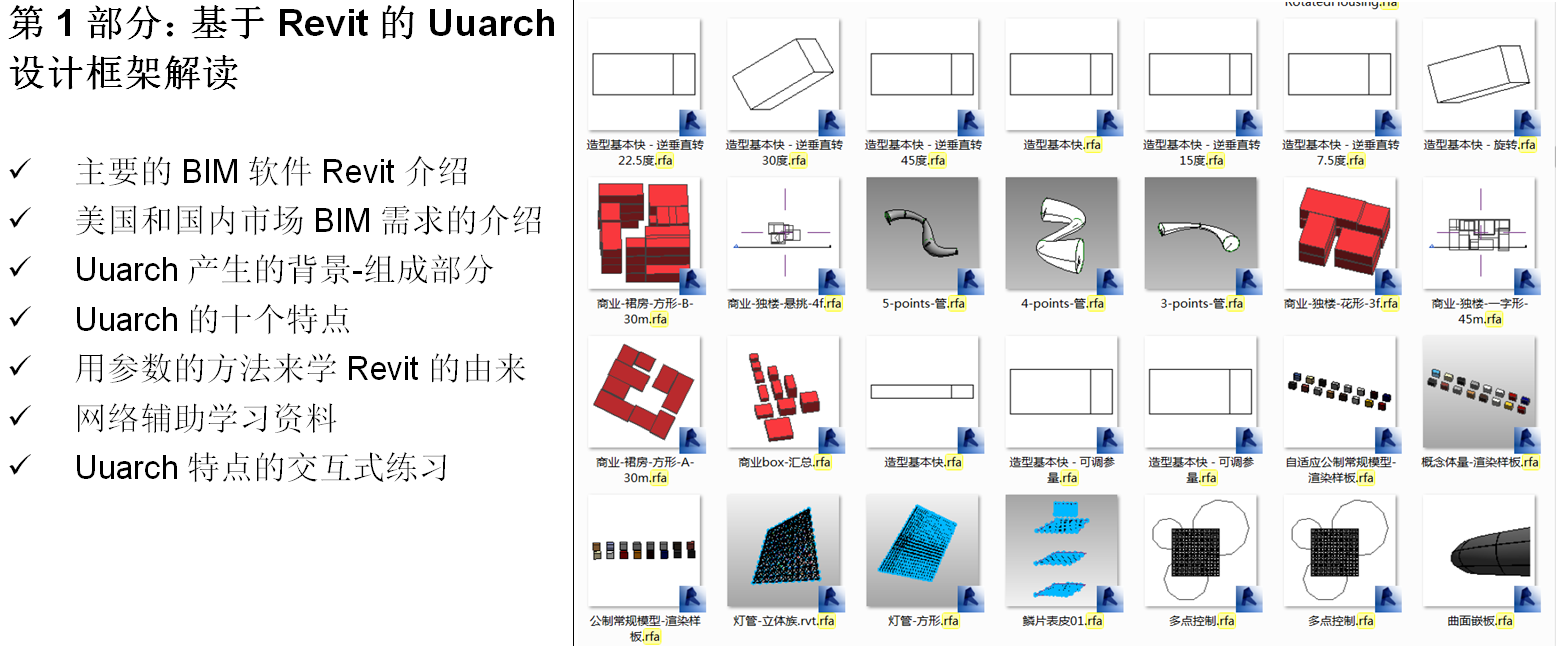 第 1 部分：基于 Revit 的 Uuarch
设计框架解读
✓ 主要的 BIM 软件 Revit 介绍
✓ 美国和国内市场 BIM 需求的介绍
✓ Uuarch 产生的背景-组成部分
✓ Uuarch 的十个特点
✓ 用参数的方法来学 Revit 的由来
✓ 网络辅助学习资料
✓ Uuarch 特点的交互式练习
RotatedHousing.rfa
造型基本快 - 逆垂直转
22.5度.rfa
造型基本快 - 逆垂直转
30度.rfa
造型基本快 - 逆垂直转
45度.rfa
造型基本快.rfa
造型基本快 - 逆垂直转
15度.rfa
造型基本快 - 逆垂直转
7.5度.rfa
造型基本快 - 旋转.rfa
商业-裙房-方形-B-
30m.rfa
商业-独楼-悬挑-4f.rfa
5-points-管.rfa
4-points-管.rfa
3-points-管.rfa
商业-独楼-花形-3f.rfa
商业-独楼-一字形-
45m.rfa
商业-裙房-方形-A-
30m.rfa
商业box-汇总.rfa
造型基本快.rfa
造型基本快 - 可调参
量.rfa
造型基本快 - 可调参
量.rfa
自适应公制常规模型-
渲染样板.rfa
概念体量-渲染样板.rfa
公制常规模型-渲染样
板.rfa
灯管-立体族.rvt.rfa
灯管-方形.rfa
鳞片表皮01.rfa
多点控制.rfa
多点控制.rfa
曲面嵌板.rfa